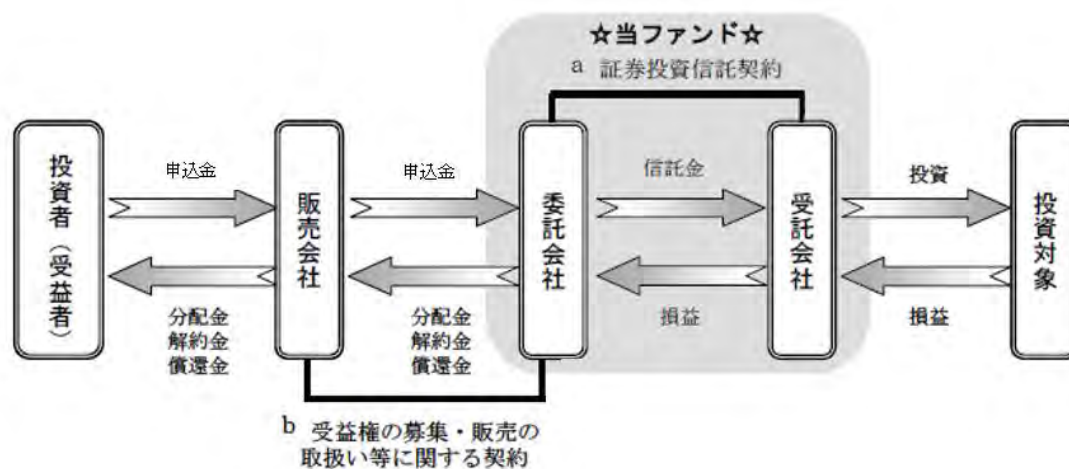 ☆当ファンド☆
a 証券投資信託契約
投資者（受益者）
申込金
販売会社
申込金
委託会社
信託金
受託会社
投資
投資対象
分配金
解約金
償還金
分配金
解約金
償還金
損益
損益
b 受益権の募集・販売の
取扱い等に関する契約